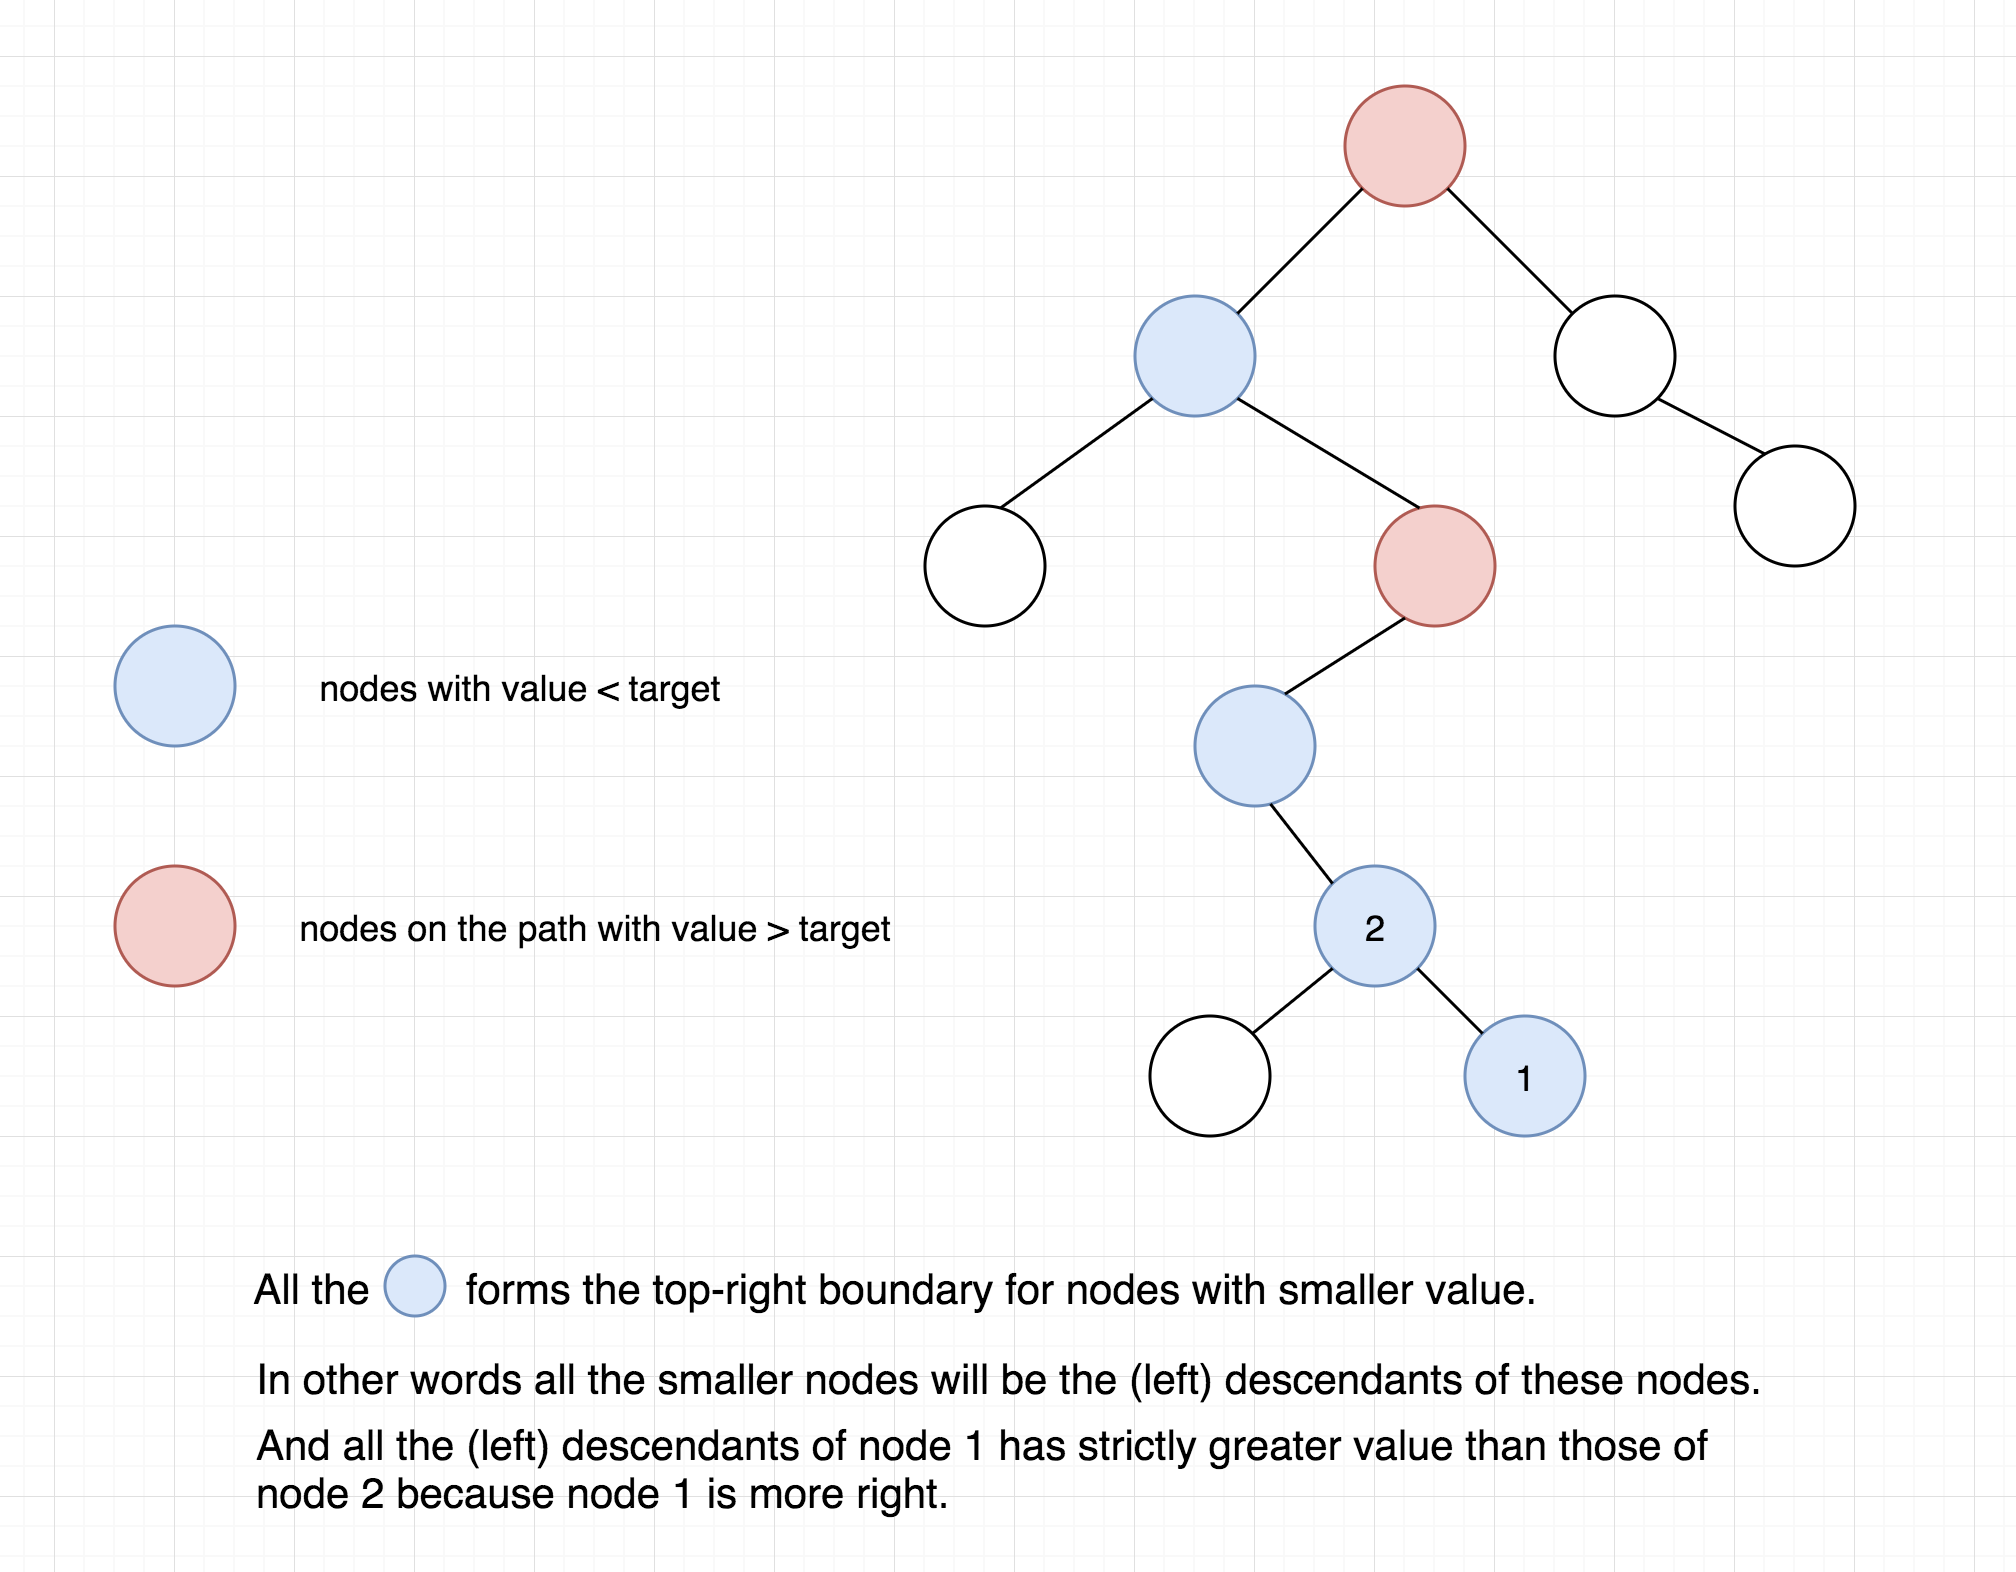 nodes with value < target
2
nodes on the path with value > target
1
All the forms the top-right boundary for nodes with smaller value.
In other words all the smaller nodes will be the (left) descendants of these nodes.
And all the (left) descendants of node 1 has strictly greater value than those of
node 2 because node 1 is more right.